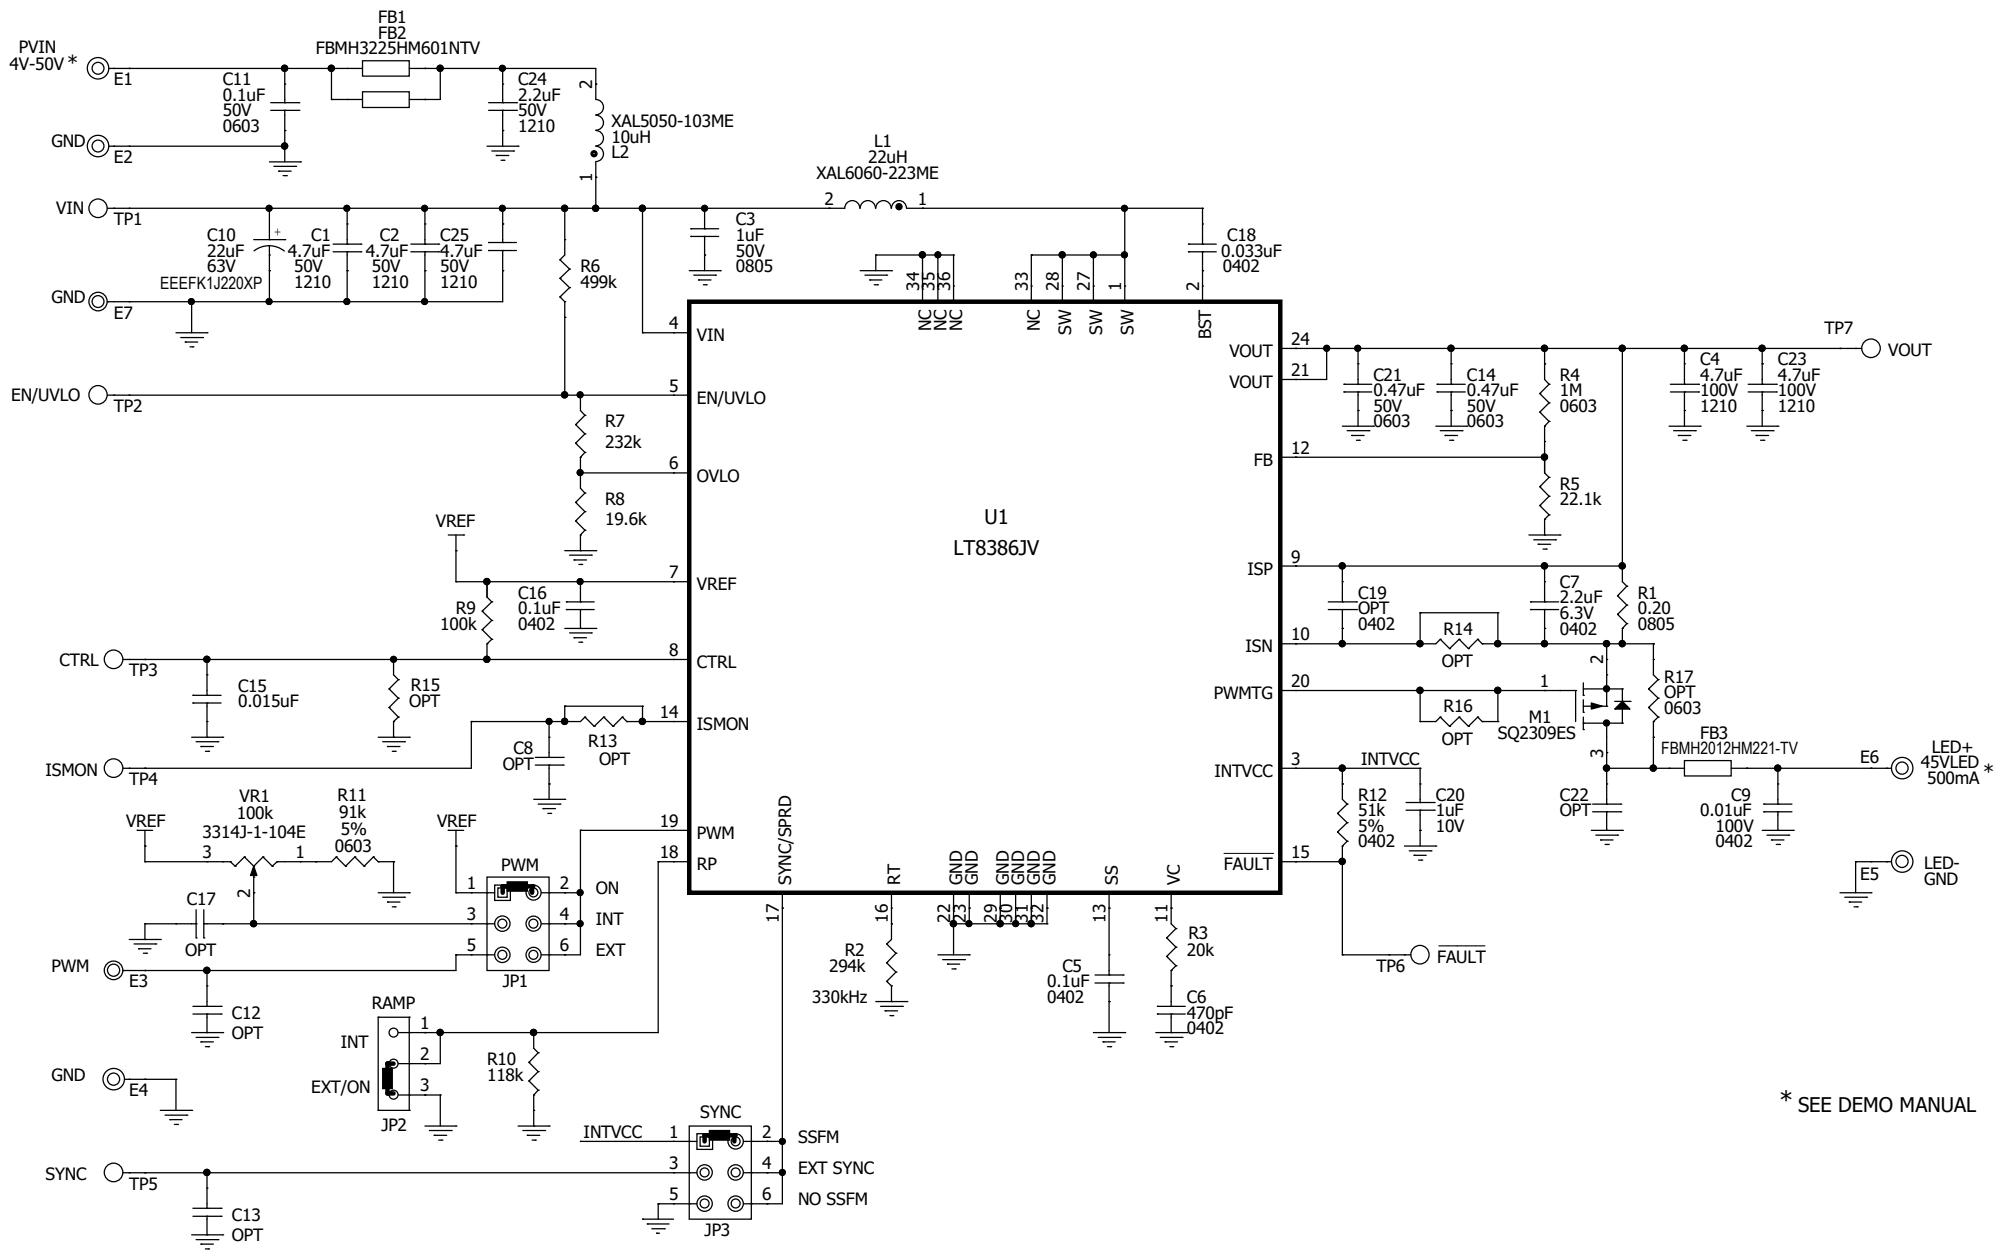 FB1
FB2
FBMH3225HM601NTV
PVIN
4V-50V *
E1
C11
0.1uF
50V
0603
C24
2.2uF
50V
1210
2
XAL5050-103ME
10uH
L2
1
GND
E2
L1
22uH
XAL6060-223ME
2
1
VIN
TP1
C10
22uF
63V
EEEFK1J220XP
+
C1
4.7uF
50V
1210
C2
4.7uF
50V
1210
C25
4.7uF
50V
1210
R6
499k
C3
1uF
50V
0805
C18
0.033uF
0402
GND
E7
34
35
36
33
28
27
1
2
NC
NC
NC
NC
SW
SW
SW
BST
4
VIN
EN/UVLO
TP2
5
EN/UVLO
R7
232k
6
OVLO
R8
19.6k
VREF
7
VREF
R9
100k
C16
0.1uF
0402
CTRL
TP3
8
CTRL
C15
0.015uF
R15
OPT
14
ISMON
R13
OPT
C8
OPT
ISMON
TP4
VR1
100k
3314J-1-104E
R11
91k
5%
0603
VREF
3
1
2
C17
OPT
VREF
PWM
1
2
ON
3
4
INT
5
6
EXT
JP1
19
PWM
18
RP
PWM
E3
C12
OPT
RAMP
INT
1
2
EXT/ON
3
JP2
R10
118k
GND
E4
SYNC
INTVCC
1
2
SSFM
3
4
EXT SYNC
5
6
NO SSFM
JP3
SYNC
TP5
C13
OPT
U1
LT8386JV
SYNC/SPRD
17
RT
16
R2
294k
330kHz
GND
GND
GND
GND
GND
GND
22
23
29
30
31
32
SS
13
C5
0.1uF
0402
VC
11
R3
20k
C6
470pF
0402
VOUT
24
VOUT
21
TP7
VOUT
C21
0.47uF
50V
0603
C14
0.47uF
50V
0603
R4
1M
0603
C4
4.7uF
100V
1210
C23
4.7uF
100V
1210
FB
12
R5
22.1k
ISP
9
C19
OPT
0402
C7
2.2uF
6.3V
0402
R1
0.20
0805
ISN
10
R14
OPT
PWMTG
20
R16
OPT
1
2
3
M1
SQ2309ES
R17
OPT
0603
FB3
FBMH2012HM221-TV
INTVCC
3
INTVCC
R12
51k
5%
0402
C20
1uF
10V
C22
OPT
C9
0.01uF
100V
0402
E6
LED+
45VLED
500mA *
FAULT
15
TP6
FAULT
E5
LED-
GND
* SEE DEMO MANUAL